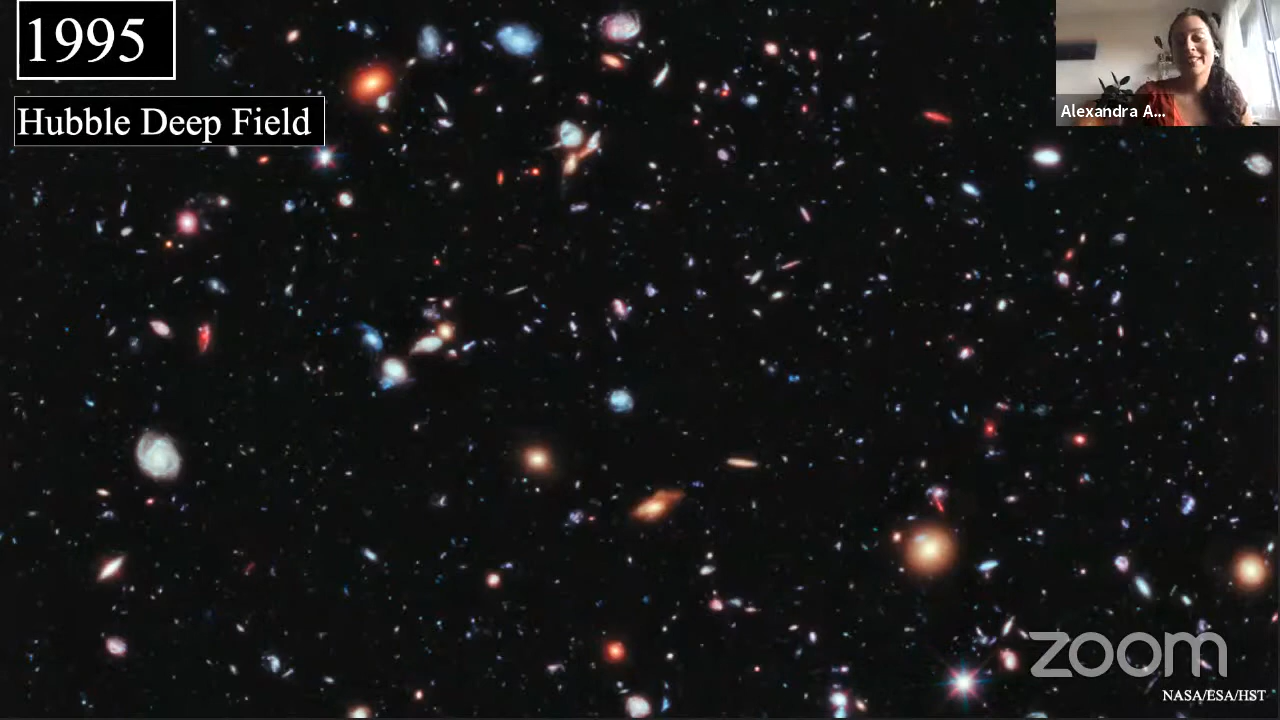 1995
Hubble Deep Field
Alexandra A...
zoom
NASA/ESA/HST